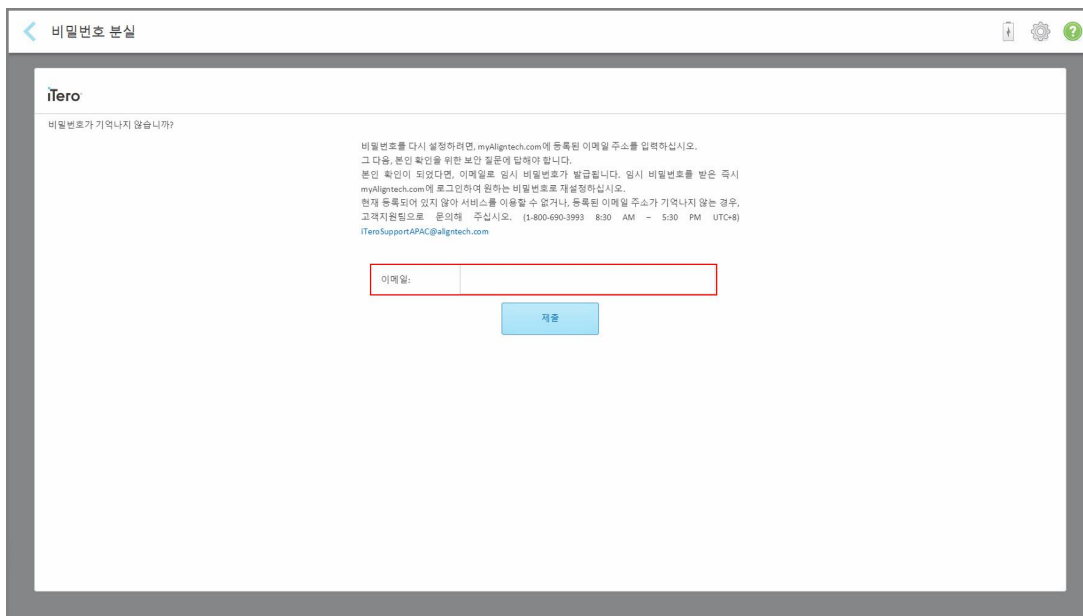 비밀번호 분실
iTero
비밀번호가 기억나지 않습니까?
비밀번호를 다시 설정하려면, myAligntech.com에 등록된 이메일 주소를 입력하십시오.
그 다음, 본인 확인을 위한 보안 질문에 답해야 합니다.
본인 확인이 되었다면, 이메일로 임시 비밀번호가 발급됩니다. 임시 비밀번호를 받은 즉시
myAligntech.com에 로그인하여 원하는 비밀번호로 재설정하십시오.
현재 등록되어 있지 않아 서비스를 이용할 수 없거나, 등록된 이메일 주소가 기억나지 않는 경우,
고객지원팀으로 문의해 주십시오. (1-800-690-3993 8:30 AM – 5:30 PM UTC+8)
iTeroSupportAPAC@aligntech.com
이메일:
제출